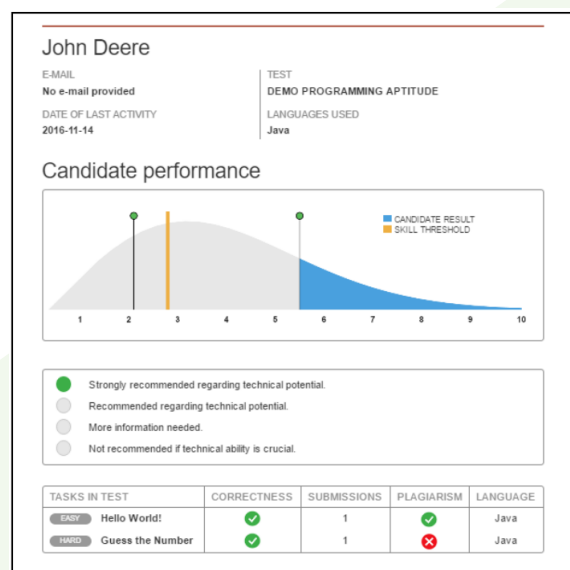 John Deere
E-MAIL
No e-mail provided
TEST
DEMO PROGRAMMING APTITUDE
DATE OF LAST ACTIVITY
2016-11-14
LANGUAGES USED
Java
Candidate performance
CANDIDATE RESULT
SKILL THRESHOLD
1 2 3 4 5 6 7 8 9 10
Strongly recommended regarding technical potential.
Recommended regarding technical potential.
More information needed.
Not recommended if technical ability is crucial.
TASKS IN TEST CORRECTNESS SUBMISSIONS PLAGIARISM LANGUAGE
EASY Hello World! 1 Java
HARD Guess the Number 1 Java